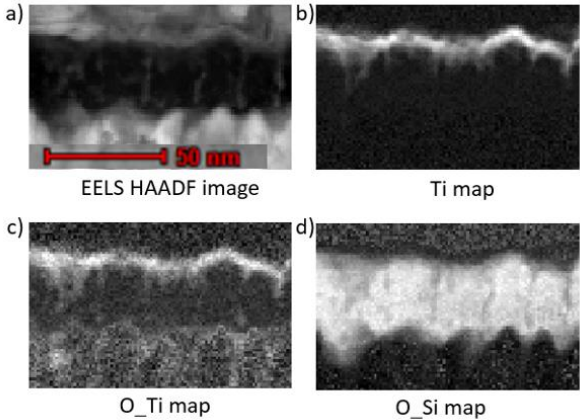 a)
b)
50 nm
EELS HAADF image
Ti map
c)
d)
O_Ti map
O_Si map